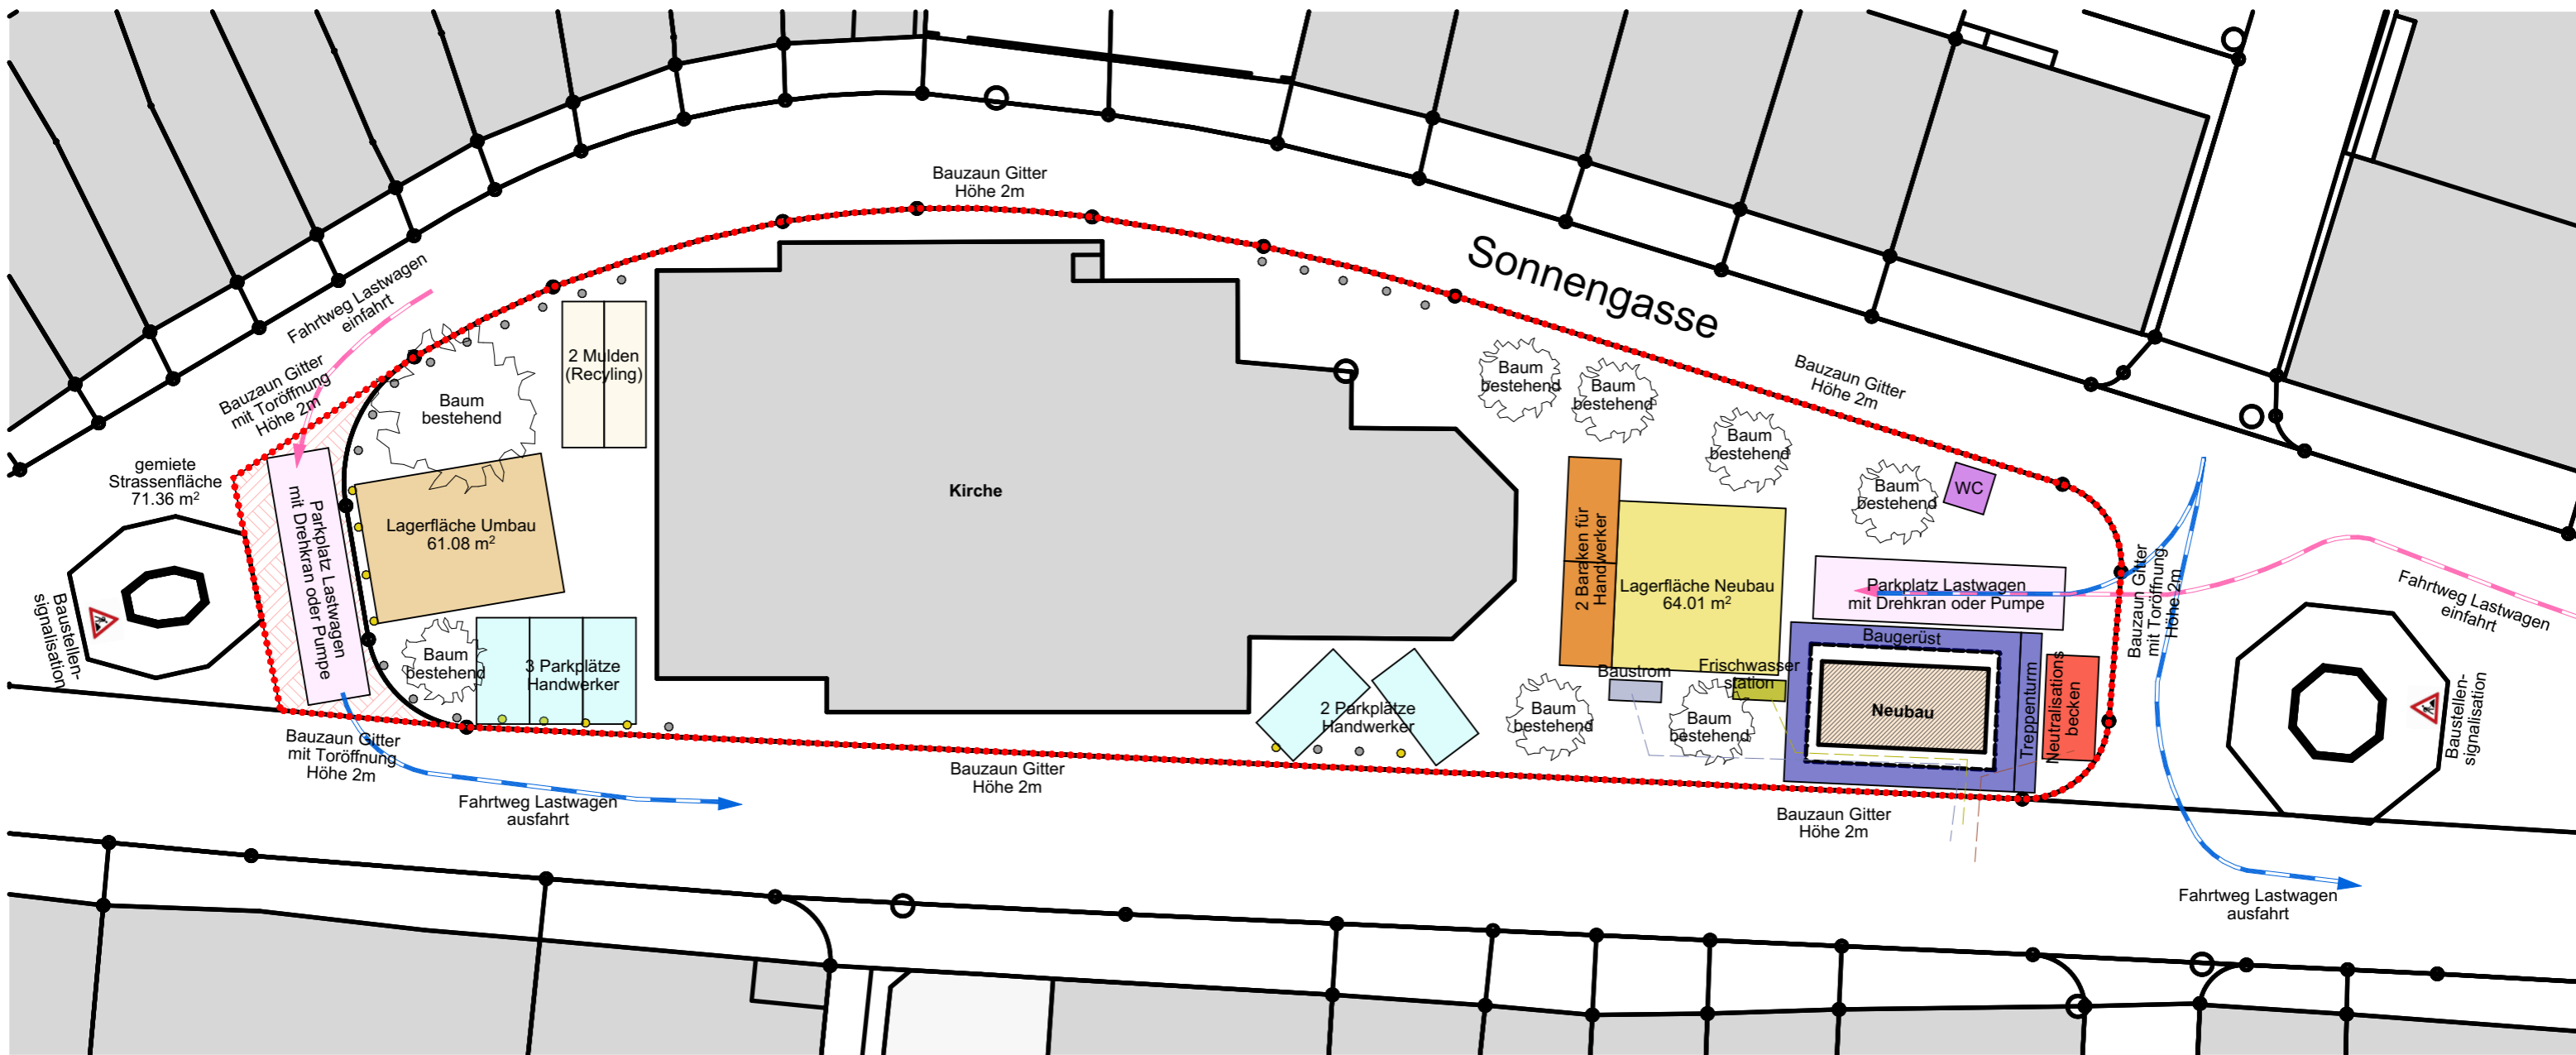 Bauzaun Gitter
Höhe 2m
Sonnengasse
Fahrtweg Lastwagen
einfahrt
Bauzaun Gitter
mit Toröffnung
Höhe 2m
2 Mulden
(Recyling)
Baum
bestehend
Baum
bestehend
Baum
bestehend
Baum
bestehend
Baum
bestehend
Bauzaun Gitter
Höhe 2m
WC
gemiete
Strassenfläche
71.36 m²
Parkplatz Lastwagen
mit Drehkran oder Pumpe
Lagerfläche Umbau
61.08 m²
Kirche
2 Baraken für
Handwerker
Lagerfläche Neubau
64.01 m²
Parkplatz Lastwagen
mit Drehkran oder Pumpe
Bauzaun Gitter
mit Toröffnung
Höhe 2m
Fahrtweg Lastwagen
einfahrt
Baustellen-
signalisation
Baum
bestehend
3 Parkplätze
Handwerker
2 Parkplätze
Handwerker
Baum
bestehend
Baustrom
Frischwasser
station
Baum
bestehend
Baugerüst
Neubau
Treppenturm
Neutralisations
becken
Baustellen-
signalisation
Bauzaun Gitter
mit Toröffnung
Höhe 2m
Fahrtweg Lastwagen
ausfahrt
Bauzaun Gitter
Höhe 2m
Bauzaun Gitter
Höhe 2m
Fahrtweg Lastwagen
ausfahrt